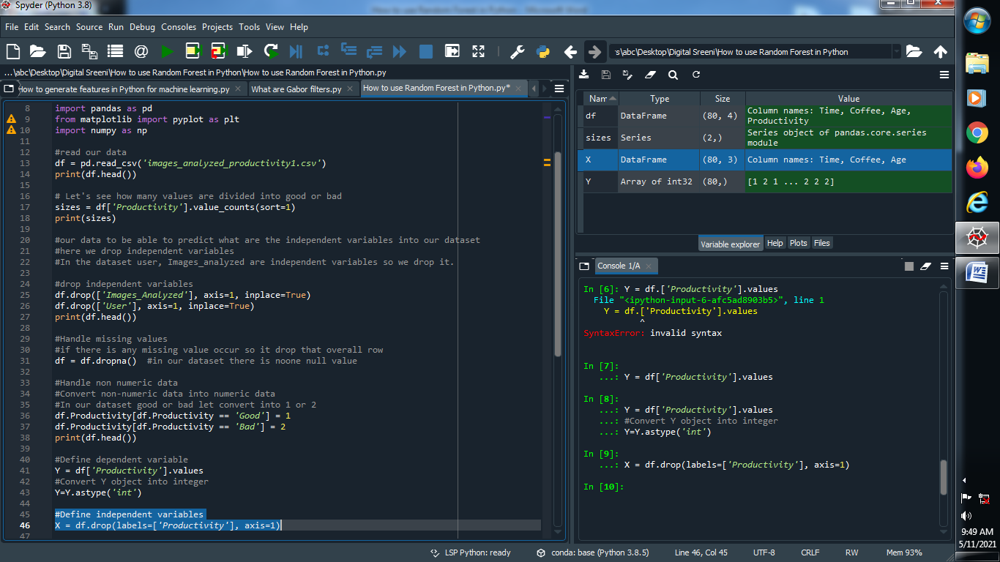 Spyder (Python 3.8)
File Edit Search Source Run Debug Consoles Projects Tools View Help
s\abc\Desktop\Digital Sreeni\How to use Random Forest in Python
...\abc\Desktop\Digital Sreeni\How to use Random Forest in Python\How to use Random Forest in Python.py
How to generate features in Python for machine learning.py
What are Gabor filters.py
How to use Random Forest in Python.py*
8 import pandas as pd
9 from matplotlib import pyplot as plt
10 import numpy as np
11
12 #read our data
13 df = pd.read_csv('images_analyzed_productivity1.csv')
14 print(df.head())
15
16 # Let's see how many values are divided into good or bad
17 sizes = df['Productivity'].value_counts(sort=1)
18 print(sizes)
19
20 #our data to be able to predict what are the independent variables into our dataset
21 #here we drop independent variables
22 #In the dataset user, Images_analyzed are independent variables so we drop it.
23
24 #drop independent variables
25 df.drop(['Images_Analyzed'], axis=1, inplace=True)
26 df.drop(['User'], axis=1, inplace=True)
27 print(df.head())
28
29 #Handle missing values
30 #if there is any missing value occur so it drop that overall row
31 df = df.dropna()  #in our dataset there is noone null value
32
33 #Handle non numeric data
34 #Convert non-numeric data into numeric data
35 #In our dataset good or bad let convert into 1 or 2
36 df.Productivity[df.Productivity == 'Good'] = 1
37 df.Productivity[df.Productivity == 'Bad'] = 2
38 print(df.head())
39
40 #Define dependent variable
41 Y = df['Productivity'].values
42 #Convert Y object into integer
43 Y=Y.astype('int')
44
45 #Define independent variables
46 X = df.drop(labels=['Productivity'], axis=1)
47
Nam Type Size Value
df DataFrame (80, 4) Column names: Time, Coffee, Age,
Productivity
sizes Series (2,) Series object of pandas.core.series
module
X DataFrame (80, 3) Column names: Time, Coffee, Age
Y Array of int32 (80,) [1 2 1 ... 2 2 2]
Variable explorer Help Plots Files
Console 1/A
In [6]: Y = df.['Productivity'].values
File "<ipython-input-6-afc5ad8903b5>", line 1
Y = df.['Productivity'].values
^
SyntaxError: invalid syntax
In [7]:
...: Y = df['Productivity'].values
In [8]:
...: Y = df['Productivity'].values
...: #Convert Y object into integer
...: Y=Y.astype('int')
In [9]:
...: X = df.drop(labels=['Productivity'], axis=1)
In [10]:
LSP Python: ready conda: base (Python 3.8.5) Line 46, Col 45 UTF-8 CRLF RW Mem 93%
9:49 AM
5/11/2021